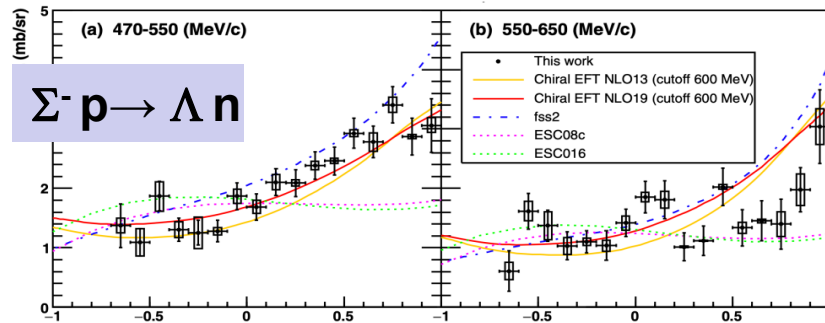 (mb/sr)
5
(a) 470-550 (MeV/c)
(b) 550-650 (MeV/c)
This work
Chiral EFT NLO13 (cutoff 600 MeV)
Chiral EFT NLO19 (cutoff 600 MeV)
fss2
ESC08c
ESC016
Σ⁻ p → Λ n
2
1
0
−1 −0.5 0 0.5 −1 −0.5 0 0.5